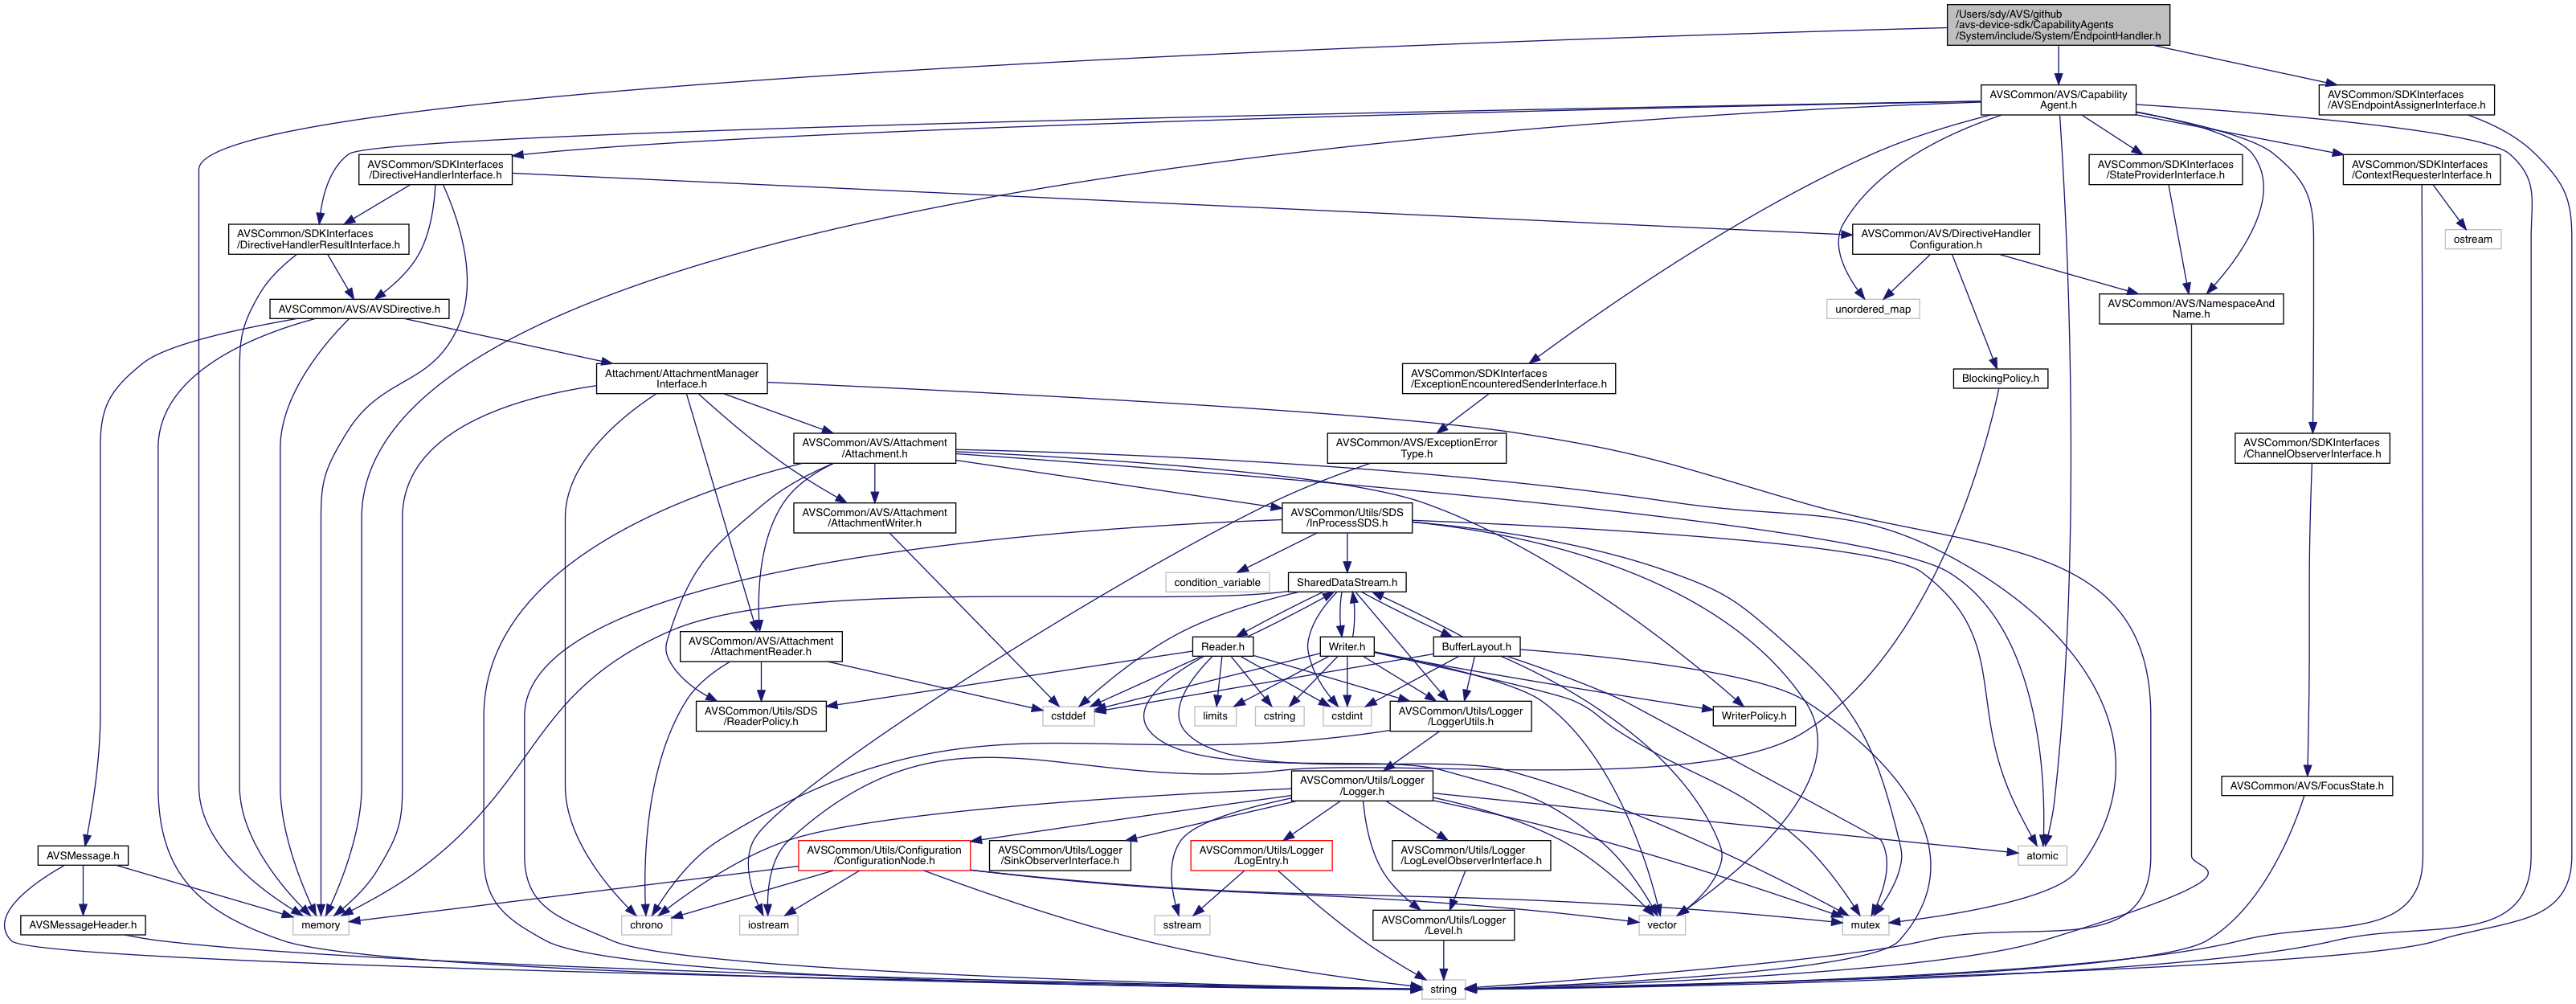 /Users/sdy/AVS/github
/avs-device-sdk/CapabilityAgents
/System/include/System/EndpointHandler.h
AVSCommon/AVS/Capability
Agent.h
AVSCommon/SDKInterfaces
/AVSEndpointAssignerInterface.h
AVSCommon/SDKInterfaces
/DirectiveHandlerInterface.h
AVSCommon/SDKInterfaces
/StateProviderInterface.h
AVSCommon/SDKInterfaces
/ContextRequesterInterface.h
AVSCommon/SDKInterfaces
/DirectiveHandlerResultInterface.h
AVSCommon/AVS/DirectiveHandler
Configuration.h
ostream
AVSCommon/AVS/AVSDirective.h
unordered_map
AVSCommon/AVS/NamespaceAnd
Name.h
Attachment/AttachmentManager
Interface.h
AVSCommon/SDKInterfaces
/ExceptionEncounteredSenderInterface.h
BlockingPolicy.h
AVSCommon/AVS/Attachment
/Attachment.h
AVSCommon/AVS/ExceptionError
Type.h
AVSCommon/SDKInterfaces
/ChannelObserverInterface.h
AVSCommon/AVS/Attachment
/AttachmentWriter.h
AVSCommon/Utils/SDS
/InProcessSDS.h
condition_variable
SharedDataStream.h
AVSCommon/AVS/Attachment
/AttachmentReader.h
Reader.h
Writer.h
BufferLayout.h
AVSCommon/Utils/SDS
/ReaderPolicy.h
cstddef
limits
cstring
cstdint
AVSCommon/Utils/Logger
/LoggerUtils.h
WriterPolicy.h
AVSCommon/Utils/Logger
/Logger.h
AVSCommon/AVS/FocusState.h
AVSMessage.h
AVSCommon/Utils/Configuration
/ConfigurationNode.h
AVSCommon/Utils/Logger
/SinkObserverInterface.h
AVSCommon/Utils/Logger
/LogEntry.h
AVSCommon/Utils/Logger
/LogLevelObserverInterface.h
atomic
AVSMessageHeader.h
memory
chrono
iostream
sstream
AVSCommon/Utils/Logger
/Level.h
vector
mutex
string